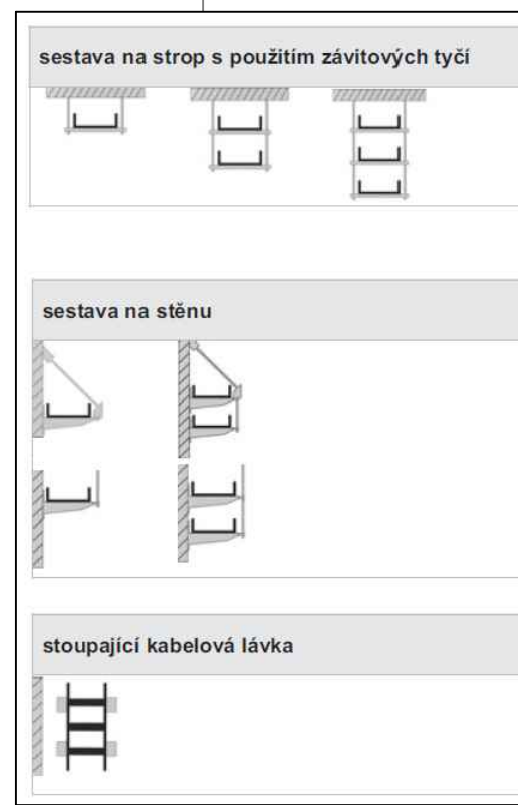 sestava na strop s použitím závitových tyčí
sestava na stěnu
stoupající kabelová lávka